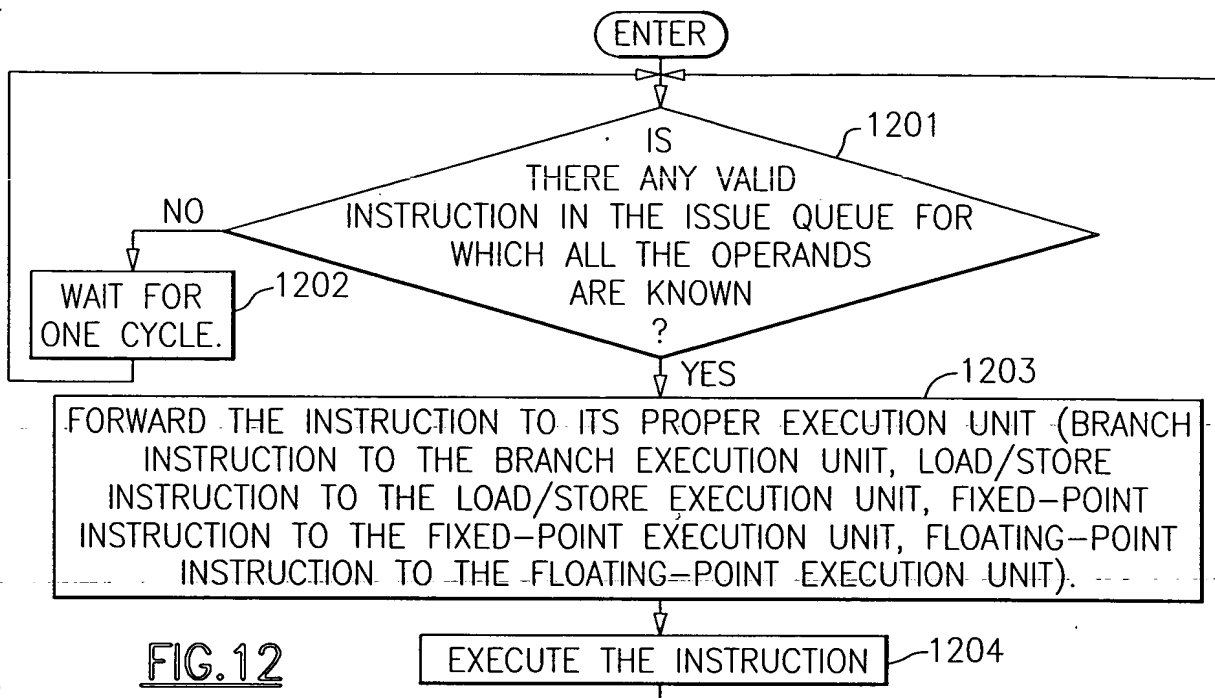 ENTER
1201
IS
THERE ANY VALID
INSTRUCTION IN THE ISSUE QUEUE FOR
WHICH ALL THE OPERANDS
ARE KNOWN
?
NO
WAIT FOR
ONE CYCLE.
1202
YES
1203
FORWARD THE INSTRUCTION TO ITS PROPER EXECUTION UNIT (BRANCH
INSTRUCTION TO THE BRANCH EXECUTION UNIT, LOAD/STORE
INSTRUCTION TO THE LOAD/STORE EXECUTION UNIT, FIXED-POINT
INSTRUCTION TO THE FIXED-POINT EXECUTION UNIT, FLOATING-POINT
INSTRUCTION TO THE FLOATING-POINT EXECUTION UNIT).
EXECUTE THE INSTRUCTION
1204
FIG.12